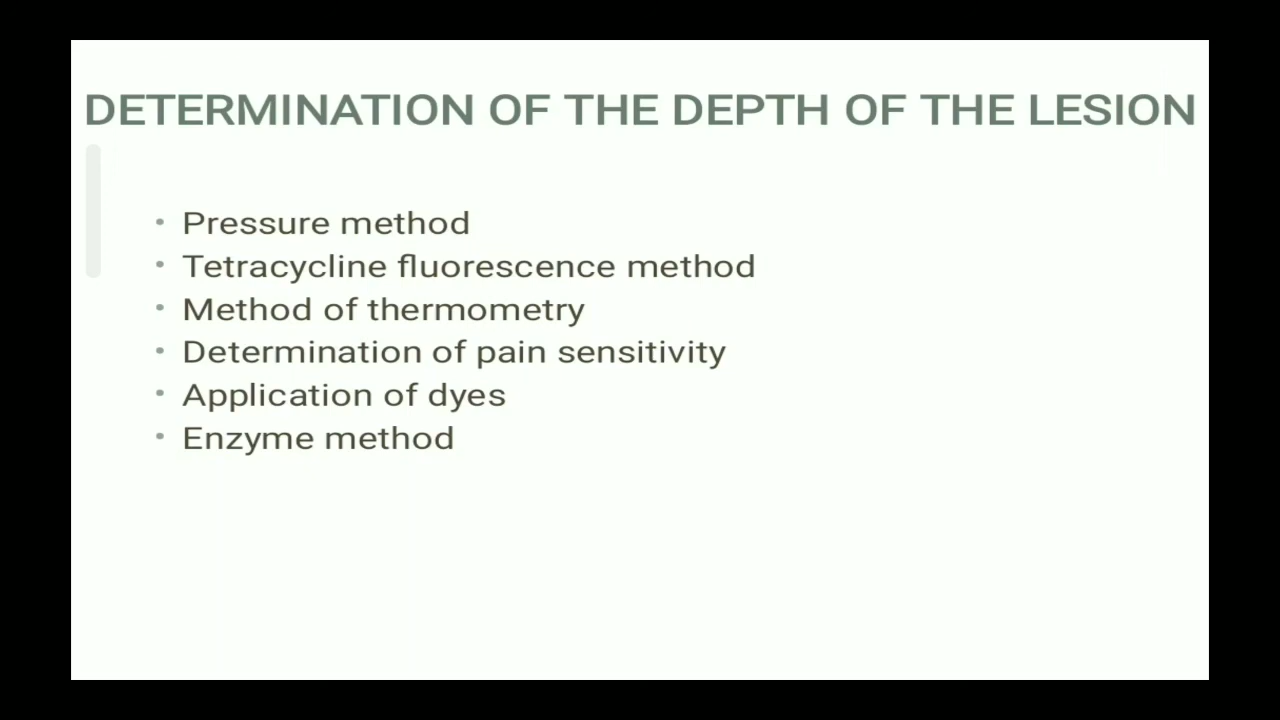 DETERMINATION OF THE DEPTH OF THE LESION
• Pressure method
• Tetracycline fluorescence method
• Method of thermometry
• Determination of pain sensitivity
• Application of dyes
• Enzyme method